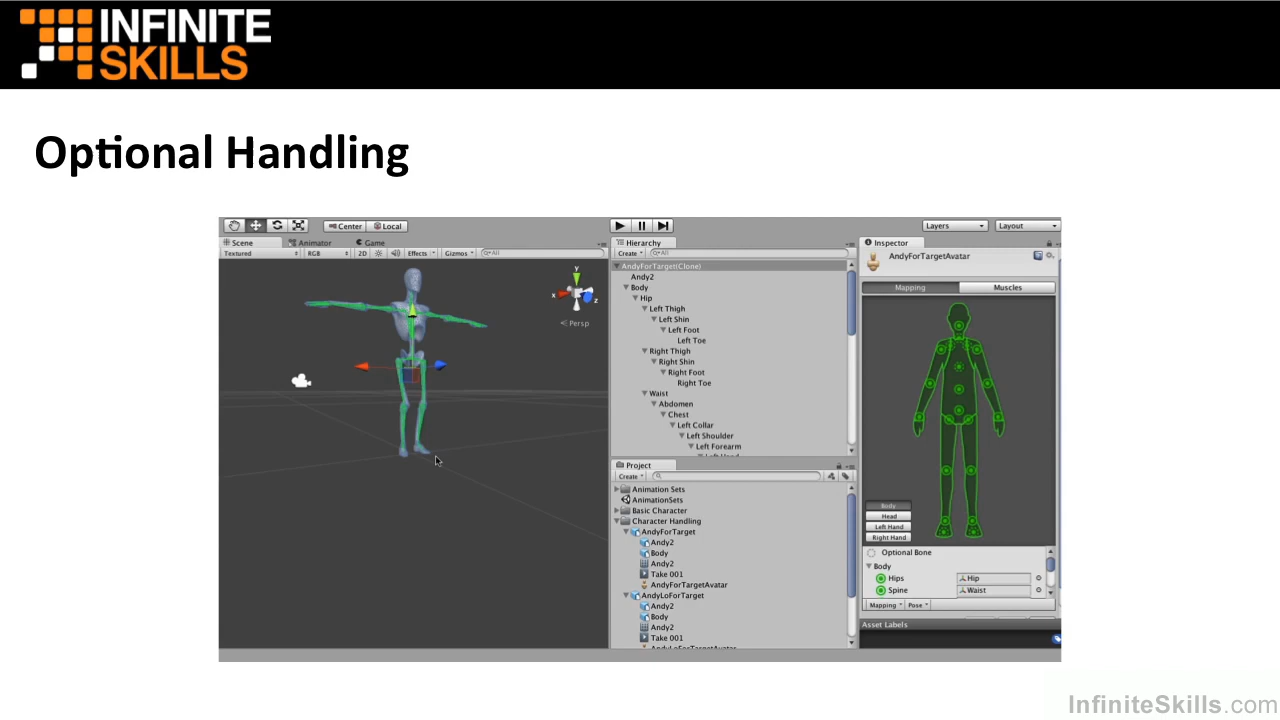 INFINITE
SKILLS
Optional Handling
Center
Local
Layers
Layout
Scene
Animator
Game
Textured
RGB
2D
Effects
Gizmos
All
y
x
z
Persp
Hierarchy
Create
All
AndyForTarget(Clone)
Andy2
Body
Hip
Left Thigh
Left Shin
Left Foot
Left Toe
Right Thigh
Right Shin
Right Foot
Right Toe
Waist
Abdomen
Chest
Left Collar
Left Shoulder
Left Forearm
Project
Create
Animation Sets
AnimationSets
Basic Character
Character Handling
AndyForTarget
Andy2
Body
Andy2
Take 001
AndyForTargetAvatar
AndyLoForTarget
Andy2
Body
Andy2
Take 001
AndyLoForTargetAvatar
Inspector
AndyForTargetAvatar
Mapping
Muscles
Body
Head
Left Hand
Right Hand
Optional Bone
Body
Hips
Hip
Spine
Waist
Mapping
Pose
Asset Labels
InfiniteSkills.com